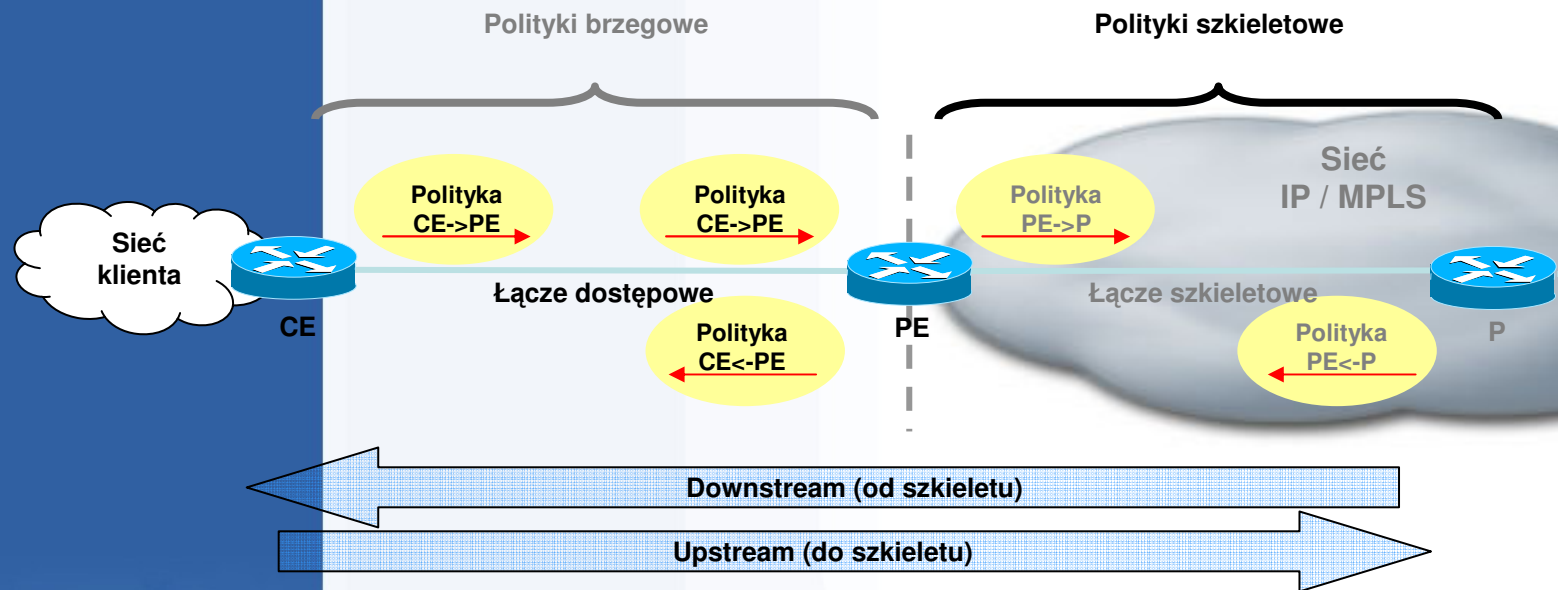 Polityki brzegowe
Polityki szkieletowe
Polityka
CE->PE
Polityka
CE->PE
Polityka
PE->P
Sieć
IP / MPLS
Sieć
klienta
Łącze dostępowe
Łącze szkieletowe
CE
PE
P
Polityka
CE<-PE
Polityka
PE<-P
Downstream (od szkieletu)
Upstream (do szkieletu)